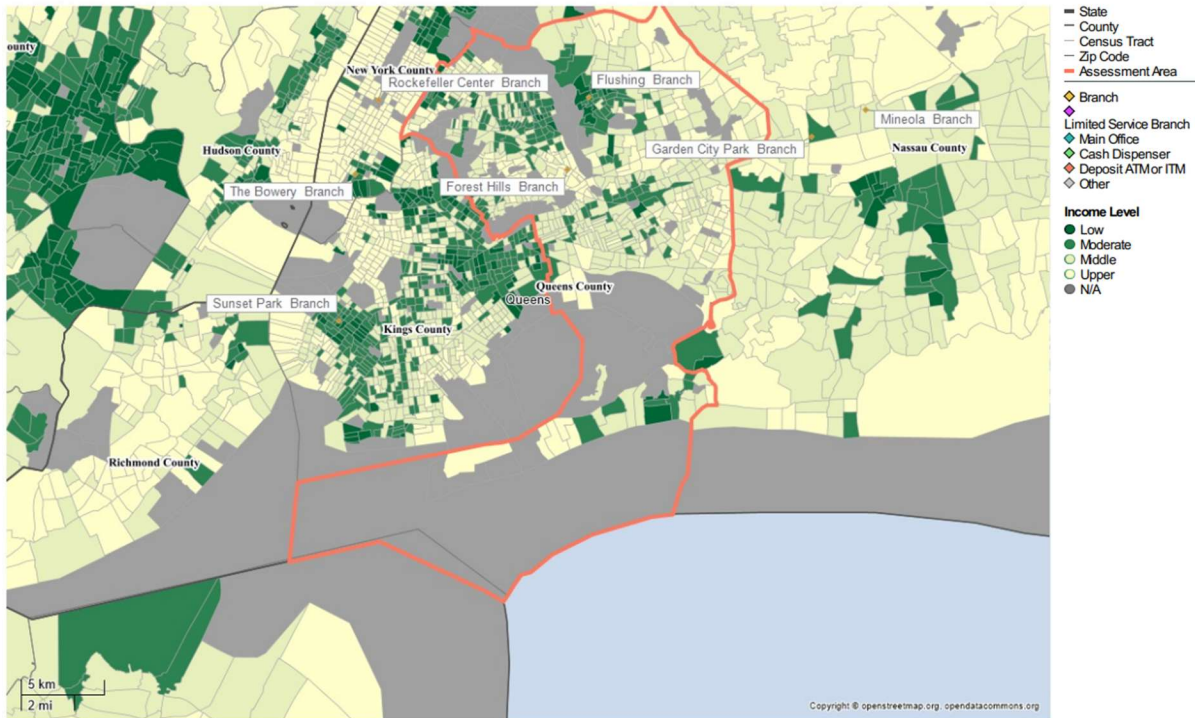 ounty
New York County
Rockefeller Center Branch
Flushing Branch
Mineola Branch
Hudson County
Garden City Park Branch
Nassau County
The Bowery Branch
Forest Hills Branch
Queens County
Queens
Sunset Park Branch
Kings County
Richmond County
5 km
2 mi
Copyright © openstreetmap.org, opendatacommons.org
State
County
Census Tract
Zip Code
Assessment Area
Branch
Limited Service Branch
Main Office
Cash Dispenser
Deposit ATM or ITM
Other
Income Level
Low
Moderate
Middle
Upper
N/A